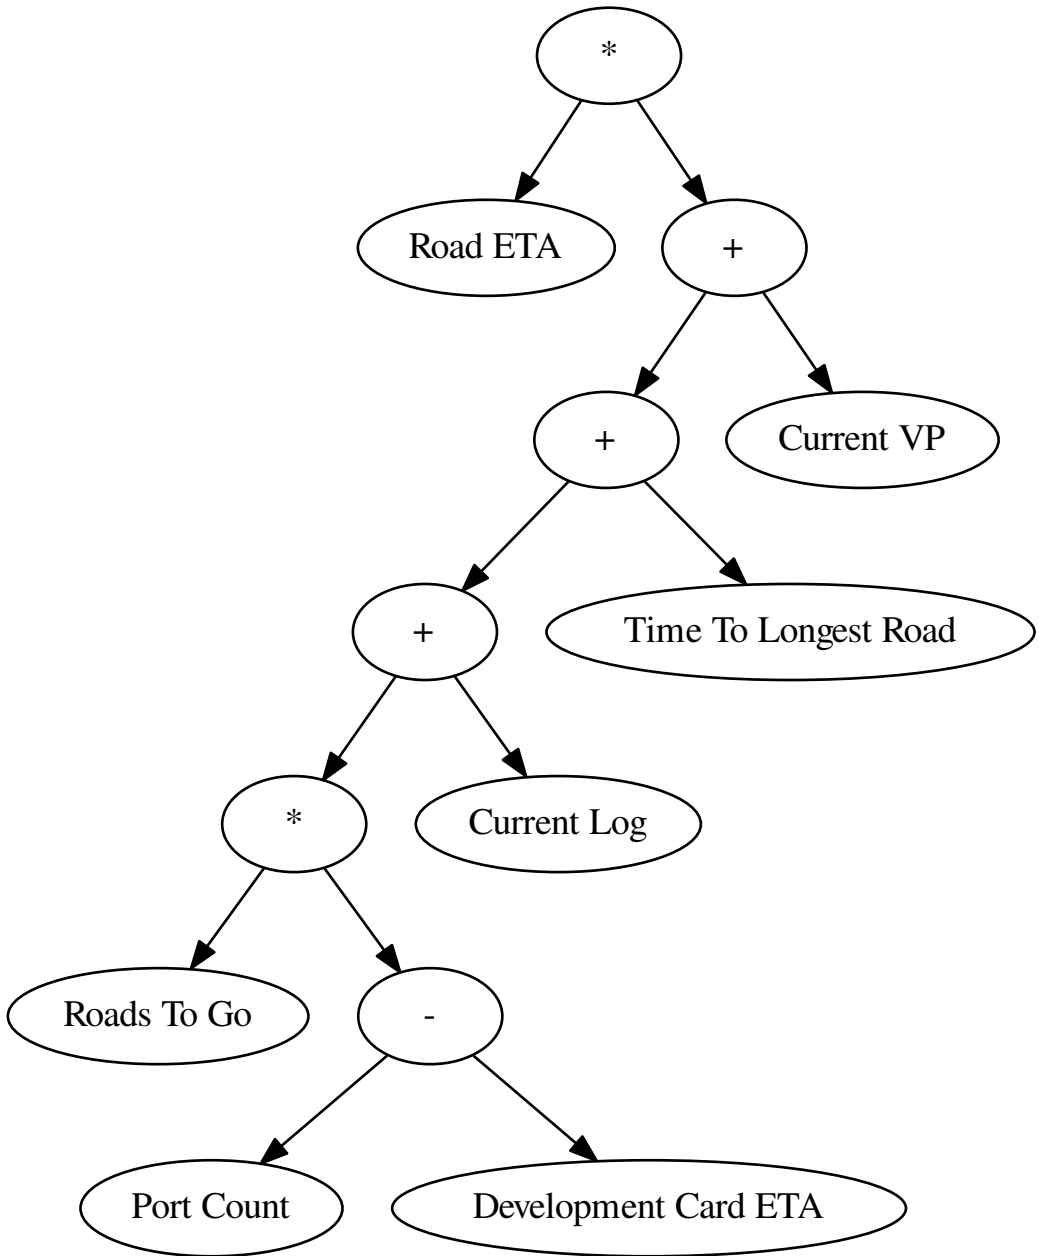 *
Road ETA
+
+
Current VP
+
Time To Longest Road
*
Current Log
Roads To Go
-
Port Count
Development Card ETA